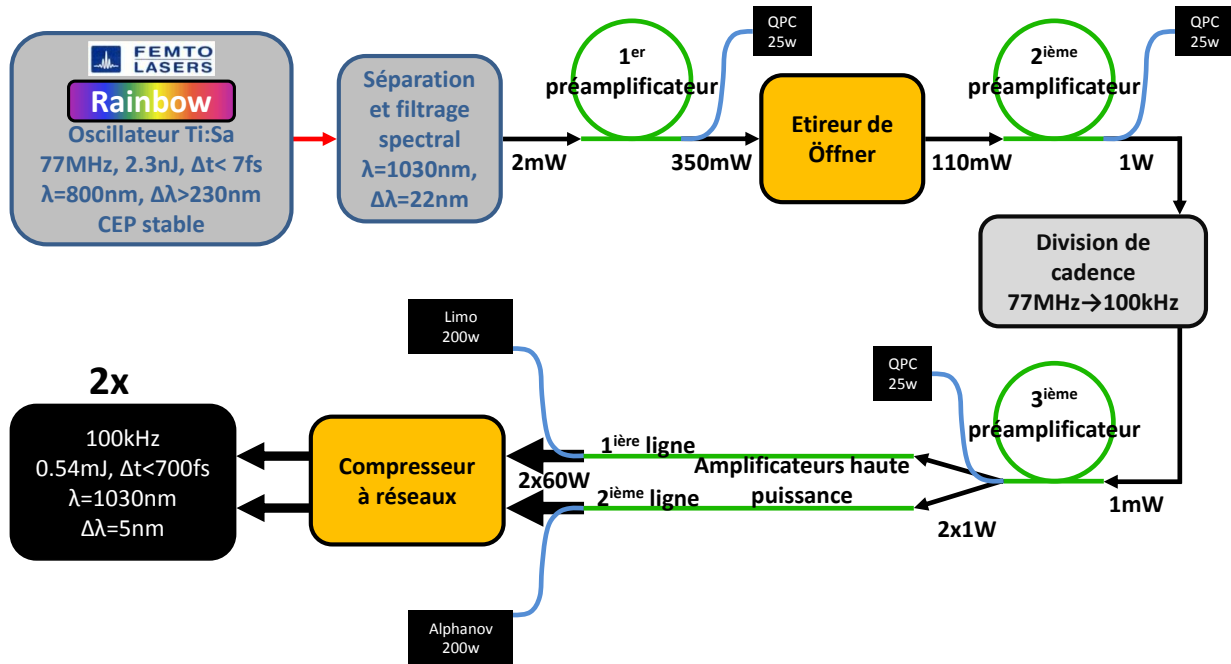 FEMTO
LASERS
Rainbow
Oscillateur Ti:Sa
77MHz, 2.3nJ, Δt< 7fs
λ=800nm, Δλ>230nm
CEP stable
Séparation
et filtrage
spectral
λ=1030nm,
Δλ=22nm
2mW
1er
préamplificateur
QPC
25w
350mW
Etireur de
Öffner
110mW
2ième
préamplificateur
QPC
25w
1W
Division de
cadence
77MHz→100kHz
1mW
3ième
préamplificateur
QPC
25w
2x1W
Amplificateurs haute
puissance
1ière ligne
2ième ligne
Limo
200w
Alphanov
200w
2x60W
Compresseur
à réseaux
2x
100kHz
0.54mJ, Δt<700fs
λ=1030nm
Δλ=5nm